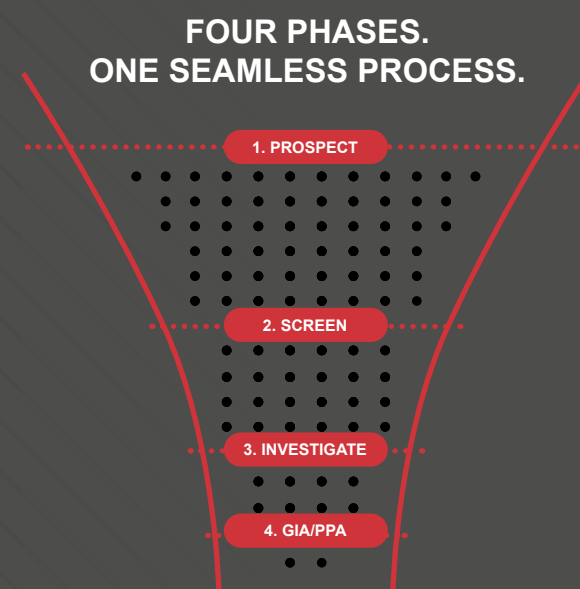 FOUR PHASES.
ONE SEAMLESS PROCESS.
1. PROSPECT
2. SCREEN
3. INVESTIGATE
4. GIA/PPA